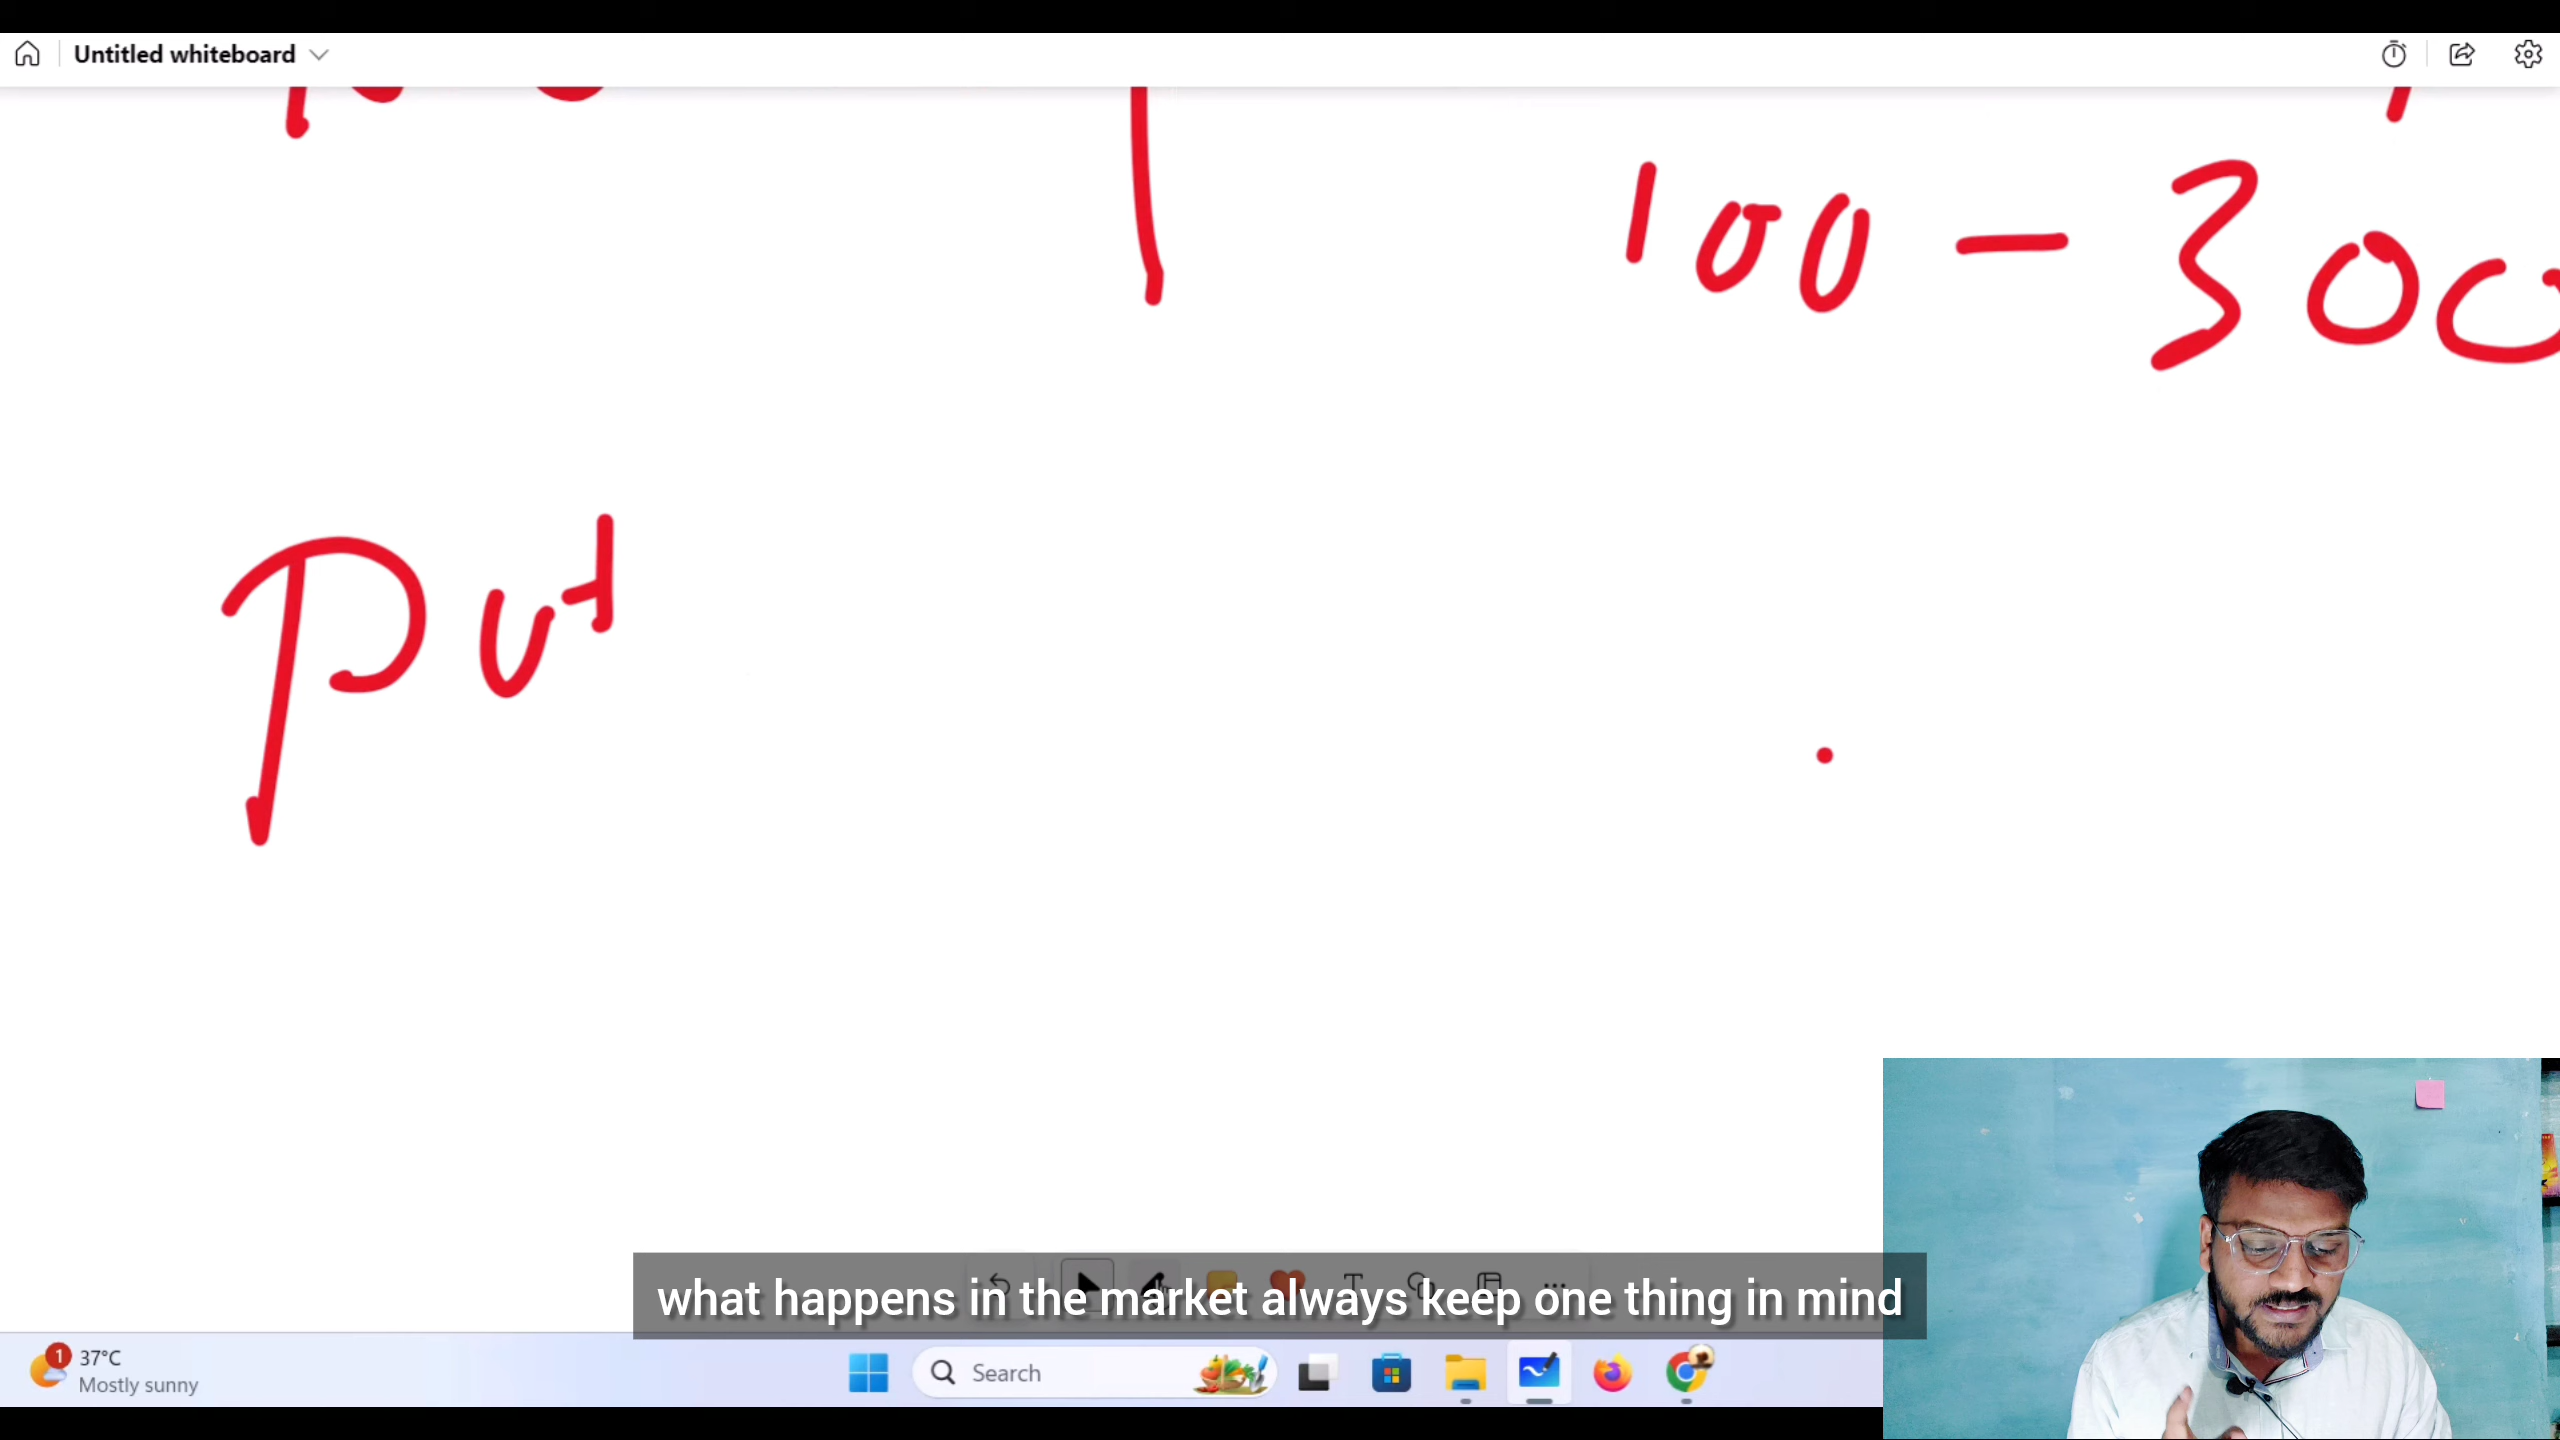 Untitled whiteboard
100 - 300
Put
what happens in the market always keep one thing in mind
1
37°C
Mostly sunny
Search